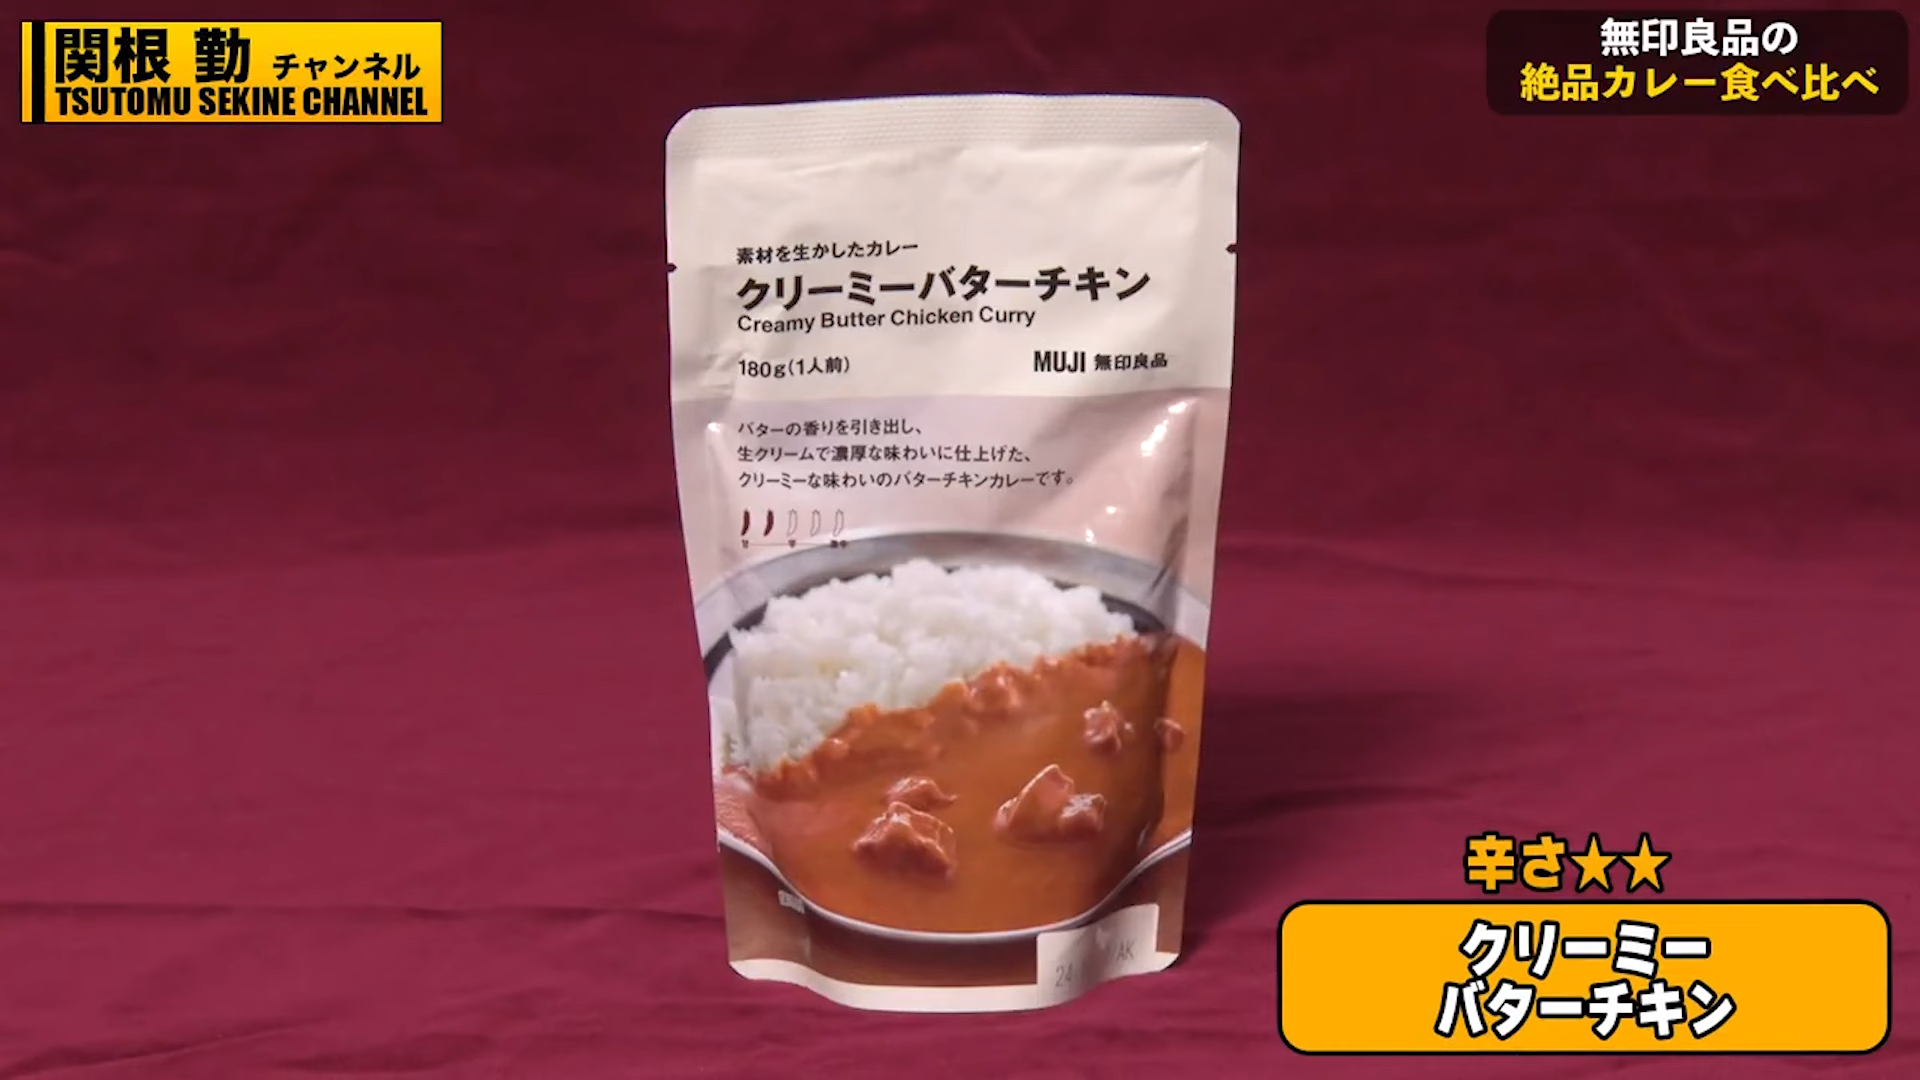 関根 勤 チャンネル
TSUTOMU SEKINE CHANNEL
無印良品の
絶品カレー食べ比べ
素材を生かしたカレー
クリーミーバターチキン
Creamy Butter Chicken Curry
180g(1人前)
MUJI 無印良品
バターの香りを引き出し、
生クリームで濃厚な味わいに仕上げた、
クリーミーな味わいのバターチキンカレーです。
辛さ★★
クリーミー
バターチキン